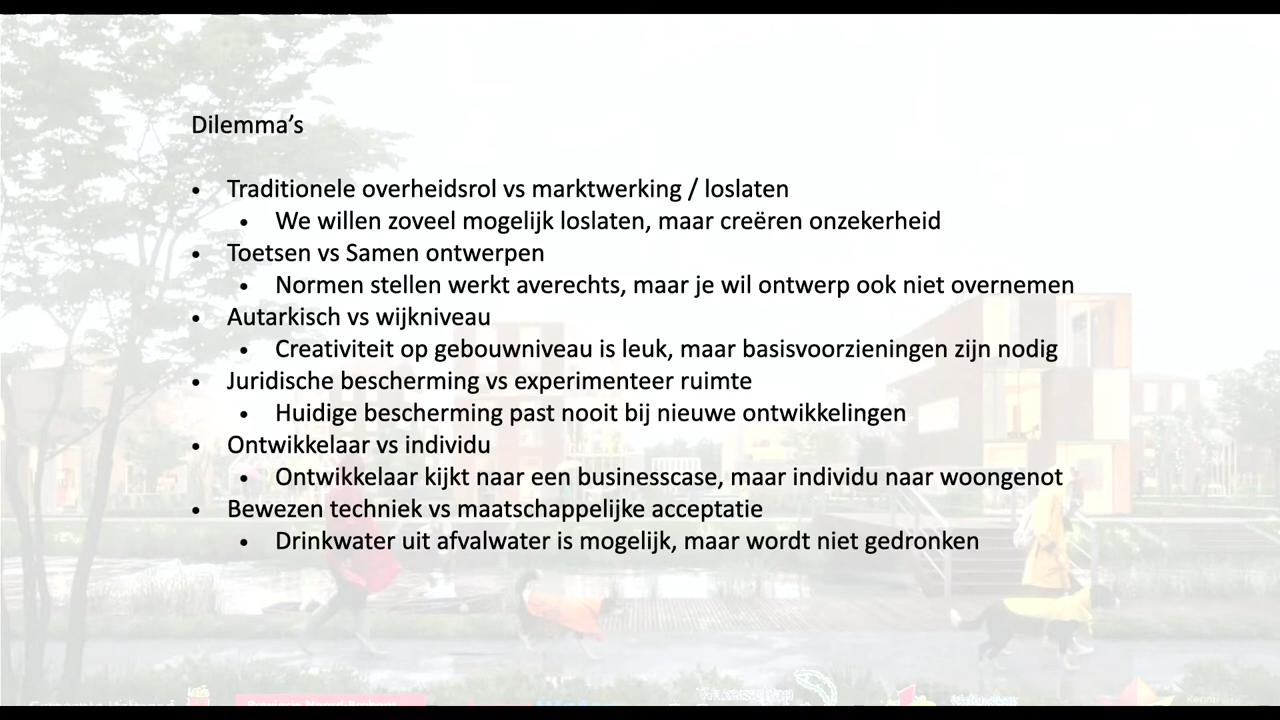 Dilemma's
• Traditionele overheidsrol vs marktwerking / loslaten
• We willen zoveel mogelijk loslaten, maar creëren onzekerheid
• Toetsen vs Samen ontwerpen
• Normen stellen werkt averechts, maar je wil ontwerp ook niet overnemen
• Autarkisch vs wijkniveau
• Creativiteit op gebouwniveau is leuk, maar basisvoorzieningen zijn nodig
• Juridische bescherming vs experimenteer ruimte
• Huidige bescherming past nooit bij nieuwe ontwikkelingen
• Ontwikkelaar vs individu
• Ontwikkelaar kijkt naar een businesscase, maar individu naar woongenot
• Bewezen techniek vs maatschappelijke acceptatie
• Drinkwater uit afvalwater is mogelijk, maar wordt niet gedronken